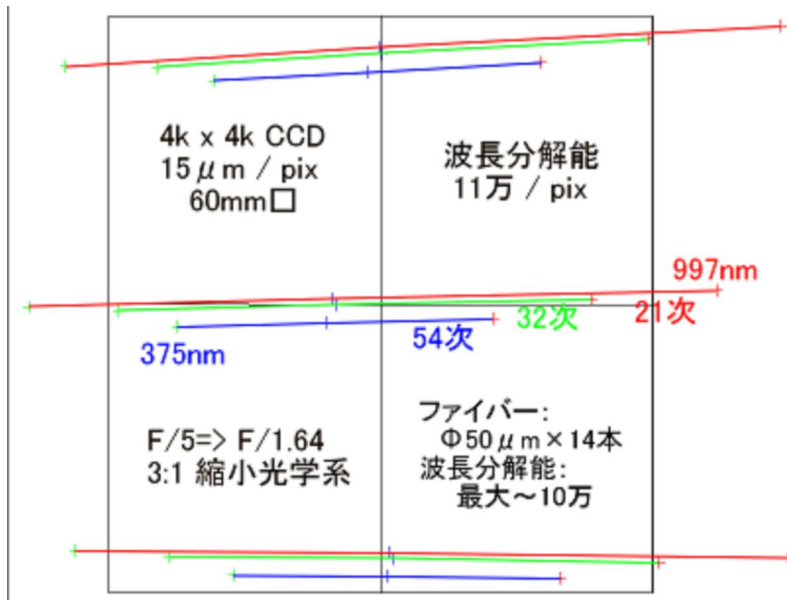 4k x 4k CCD
15μm / pix
60mm□
波長分解能
11万 / pix
997nm
21次
32次
54次
375nm
F/5=> F/1.64
3:1 縮小光学系
ファイバー:
Φ50μm×14本
波長分解能:
最大～10万